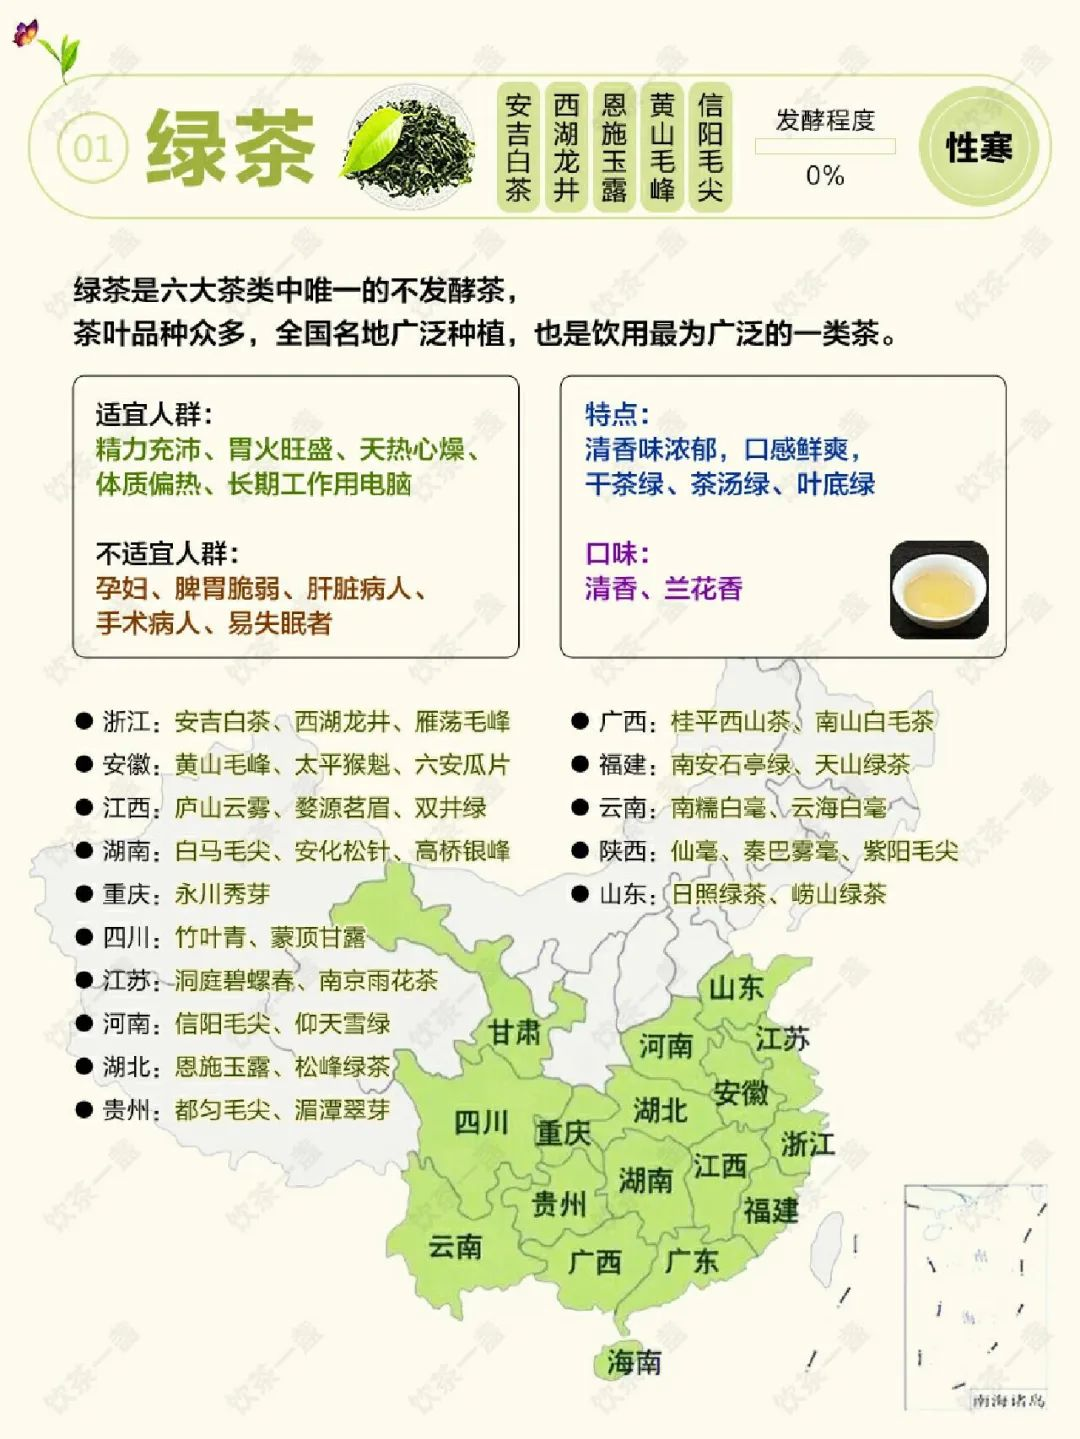 01
绿茶
安吉白茶
西湖龙井
恩施玉露
黄山毛峰
信阳毛尖
发酵程度
0%
性寒
绿茶是六大茶类中唯一的不发酵茶，
茶叶品种众多，全国名地广泛种植，也是饮用最为广泛的一类茶。
适宜人群：
精力充沛、胃火旺盛、天热心燥、
体质偏热、长期工作用电脑
不适宜人群：
孕妇、脾胃脆弱、肝脏病人、
手术病人、易失眠者
特点：
清香味浓郁，口感鲜爽，
干茶绿、茶汤绿、叶底绿
口味：
清香、兰花香
● 浙江：安吉白茶、西湖龙井、雁荡毛峰
● 安徽：黄山毛峰、太平猴魁、六安瓜片
● 江西：庐山云雾、婺源茗眉、双井绿
● 湖南：白马毛尖、安化松针、高桥银峰
● 重庆：永川秀芽
● 四川：竹叶青、蒙顶甘露
● 江苏：洞庭碧螺春、南京雨花茶
● 河南：信阳毛尖、仰天雪绿
● 湖北：恩施玉露、松峰绿茶
● 贵州：都匀毛尖、湄潭翠芽
● 广西：桂平西山茶、南山白毛茶
● 福建：南安石亭绿、天山绿茶
● 云南：南糯白毫、云海白毫
● 陕西：仙毫、秦巴雾毫、紫阳毛尖
● 山东：日照绿茶、崂山绿茶
山东
甘肃
河南
江苏
安徽
四川
重庆
湖北
浙江
湖南
江西
贵州
福建
云南
广西
广东
海南
南
海
南海诸岛
饮茶一盏